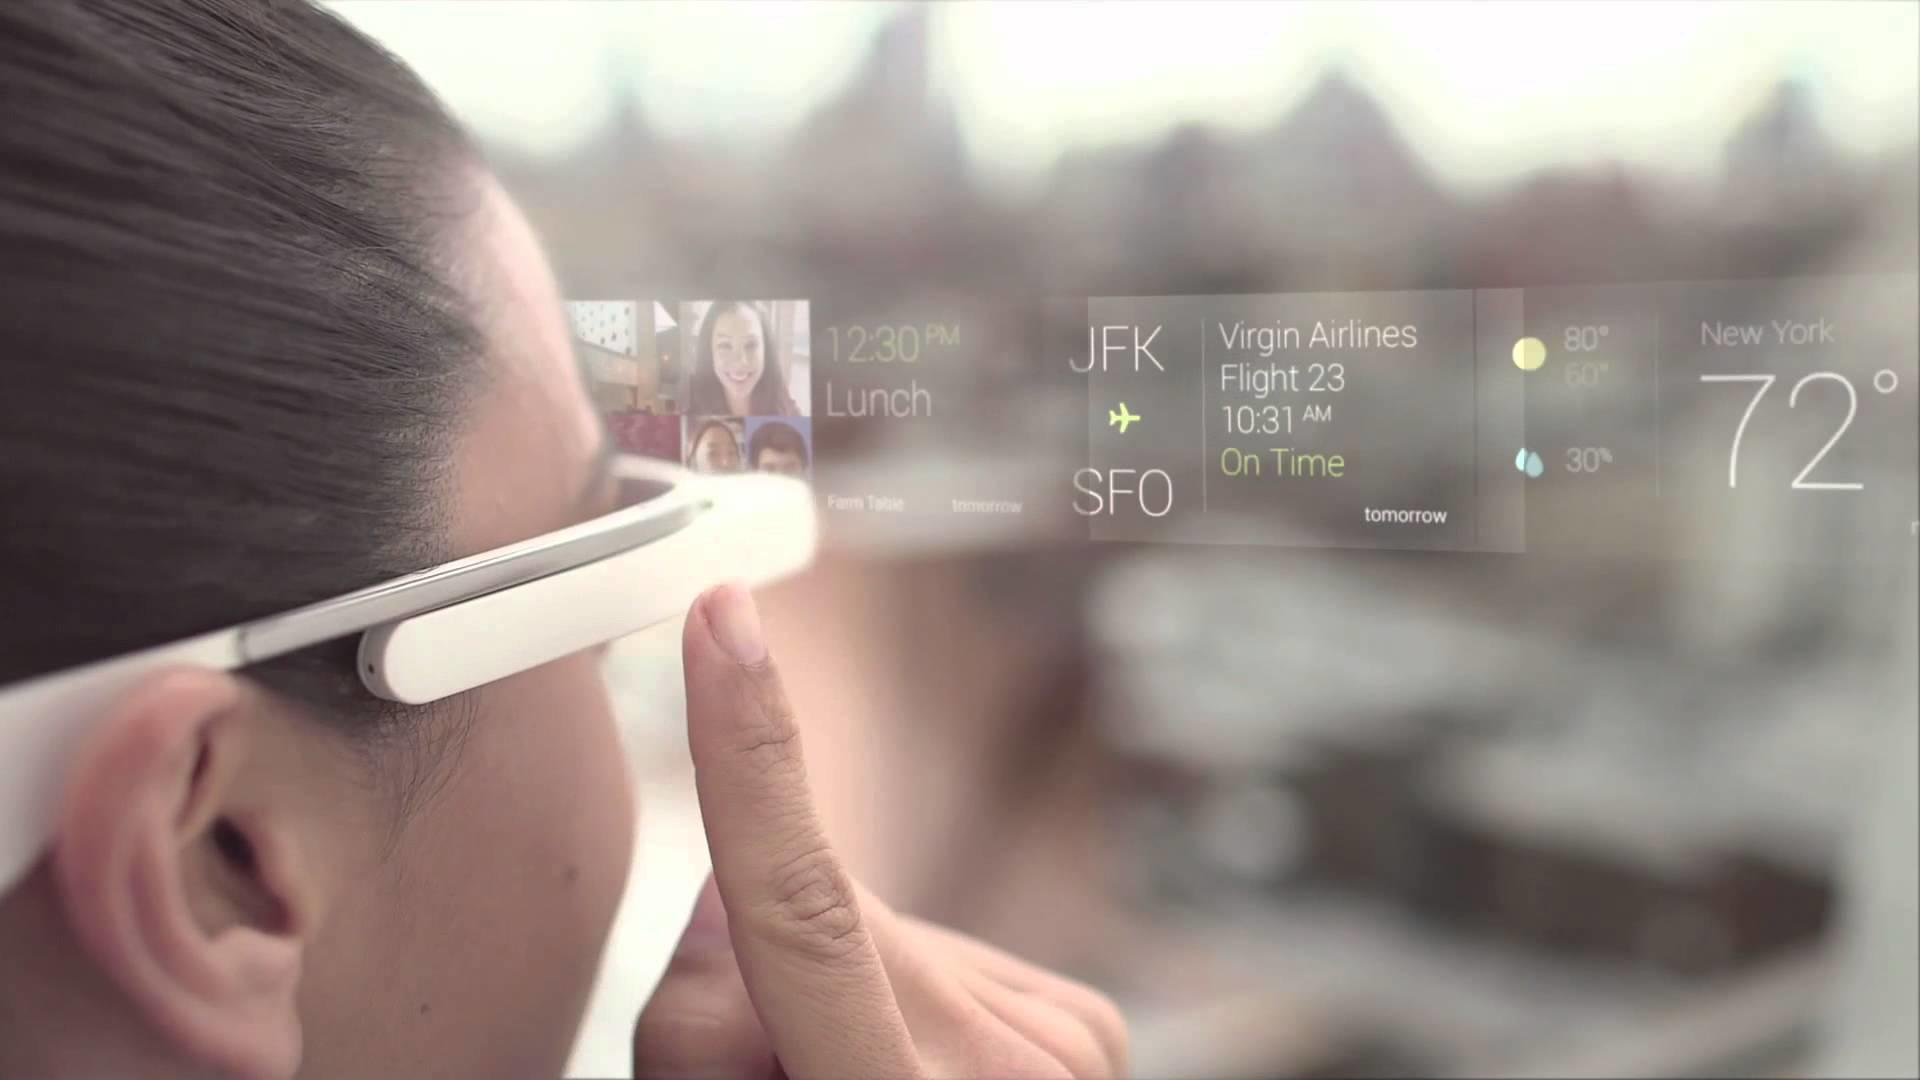 12:30 PM
Lunch
Farm Table
tomorrow
JFK
SFO
Virgin Airlines
Flight 23
10:31 AM
On Time
tomorrow
80°
60°
30%
New York
72°